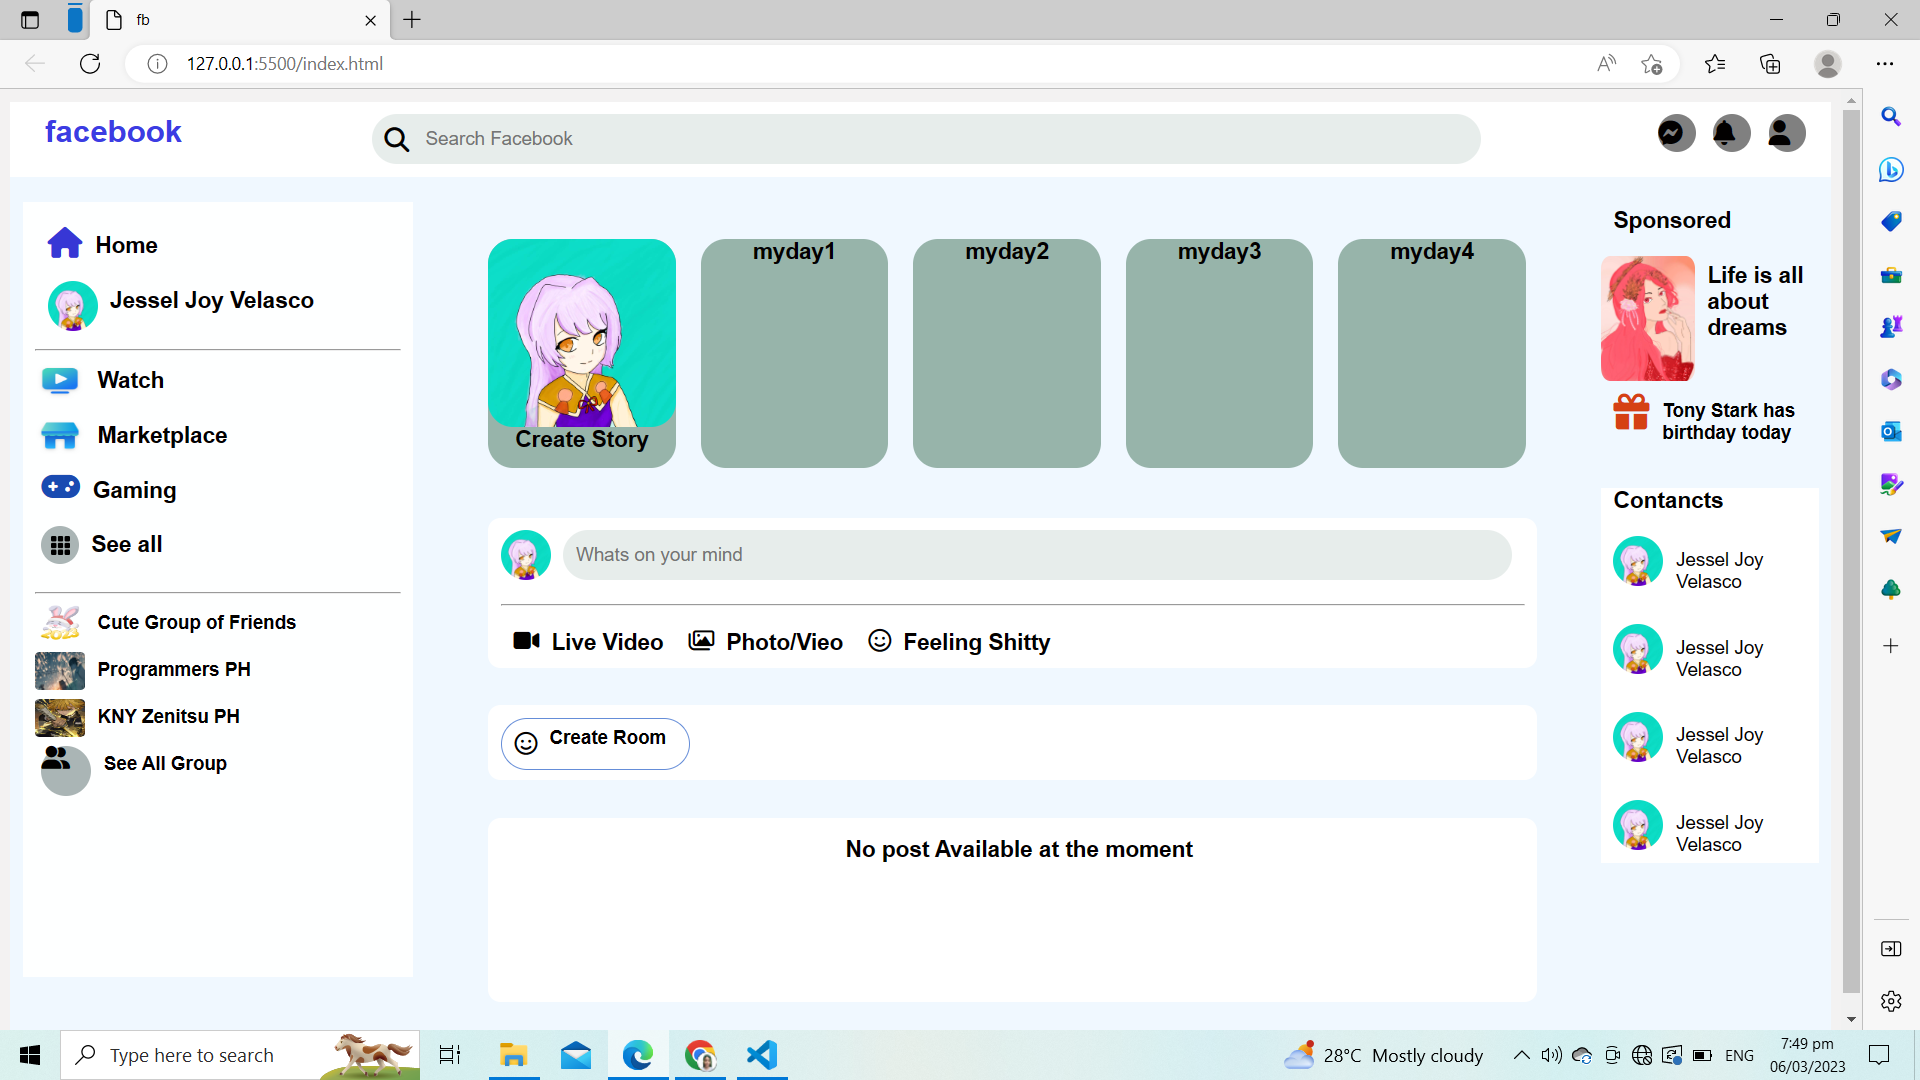 fb
127.0.0.1:5500/index.html
facebook
Search Facebook
Home
Jessel Joy Velasco
Watch
Marketplace
Gaming
See all
Cute Group of Friends
Programmers PH
KNY Zenitsu PH
See All Group
Create Story
myday1
myday2
myday3
myday4
Whats on your mind
Live Video
Photo/Vieo
Feeling Shitty
Create Room
No post Available at the moment
Sponsored
Life is all
about
dreams
Tony Stark has
birthday today
Contancts
Jessel Joy
Velasco
Jessel Joy
Velasco
Jessel Joy
Velasco
Jessel Joy
Velasco
Type here to search
28°C Mostly cloudy
ENG
7:49 pm
06/03/2023